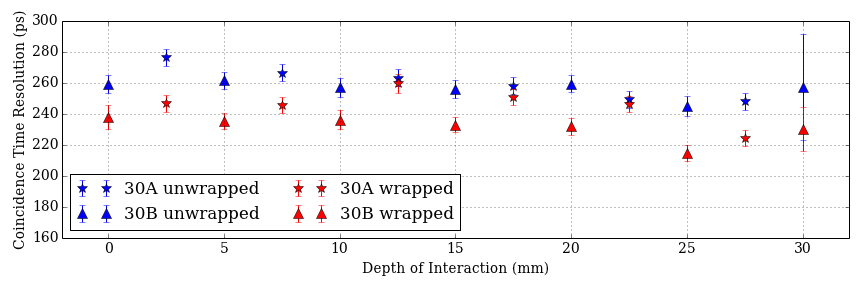 Coincidence Time Resolution (ps)
300
280
260
240
220
200
180
160
30A unwrapped
30A wrapped
30B unwrapped
30B wrapped
0 5 10 15 20 25 30
Depth of Interaction (mm)